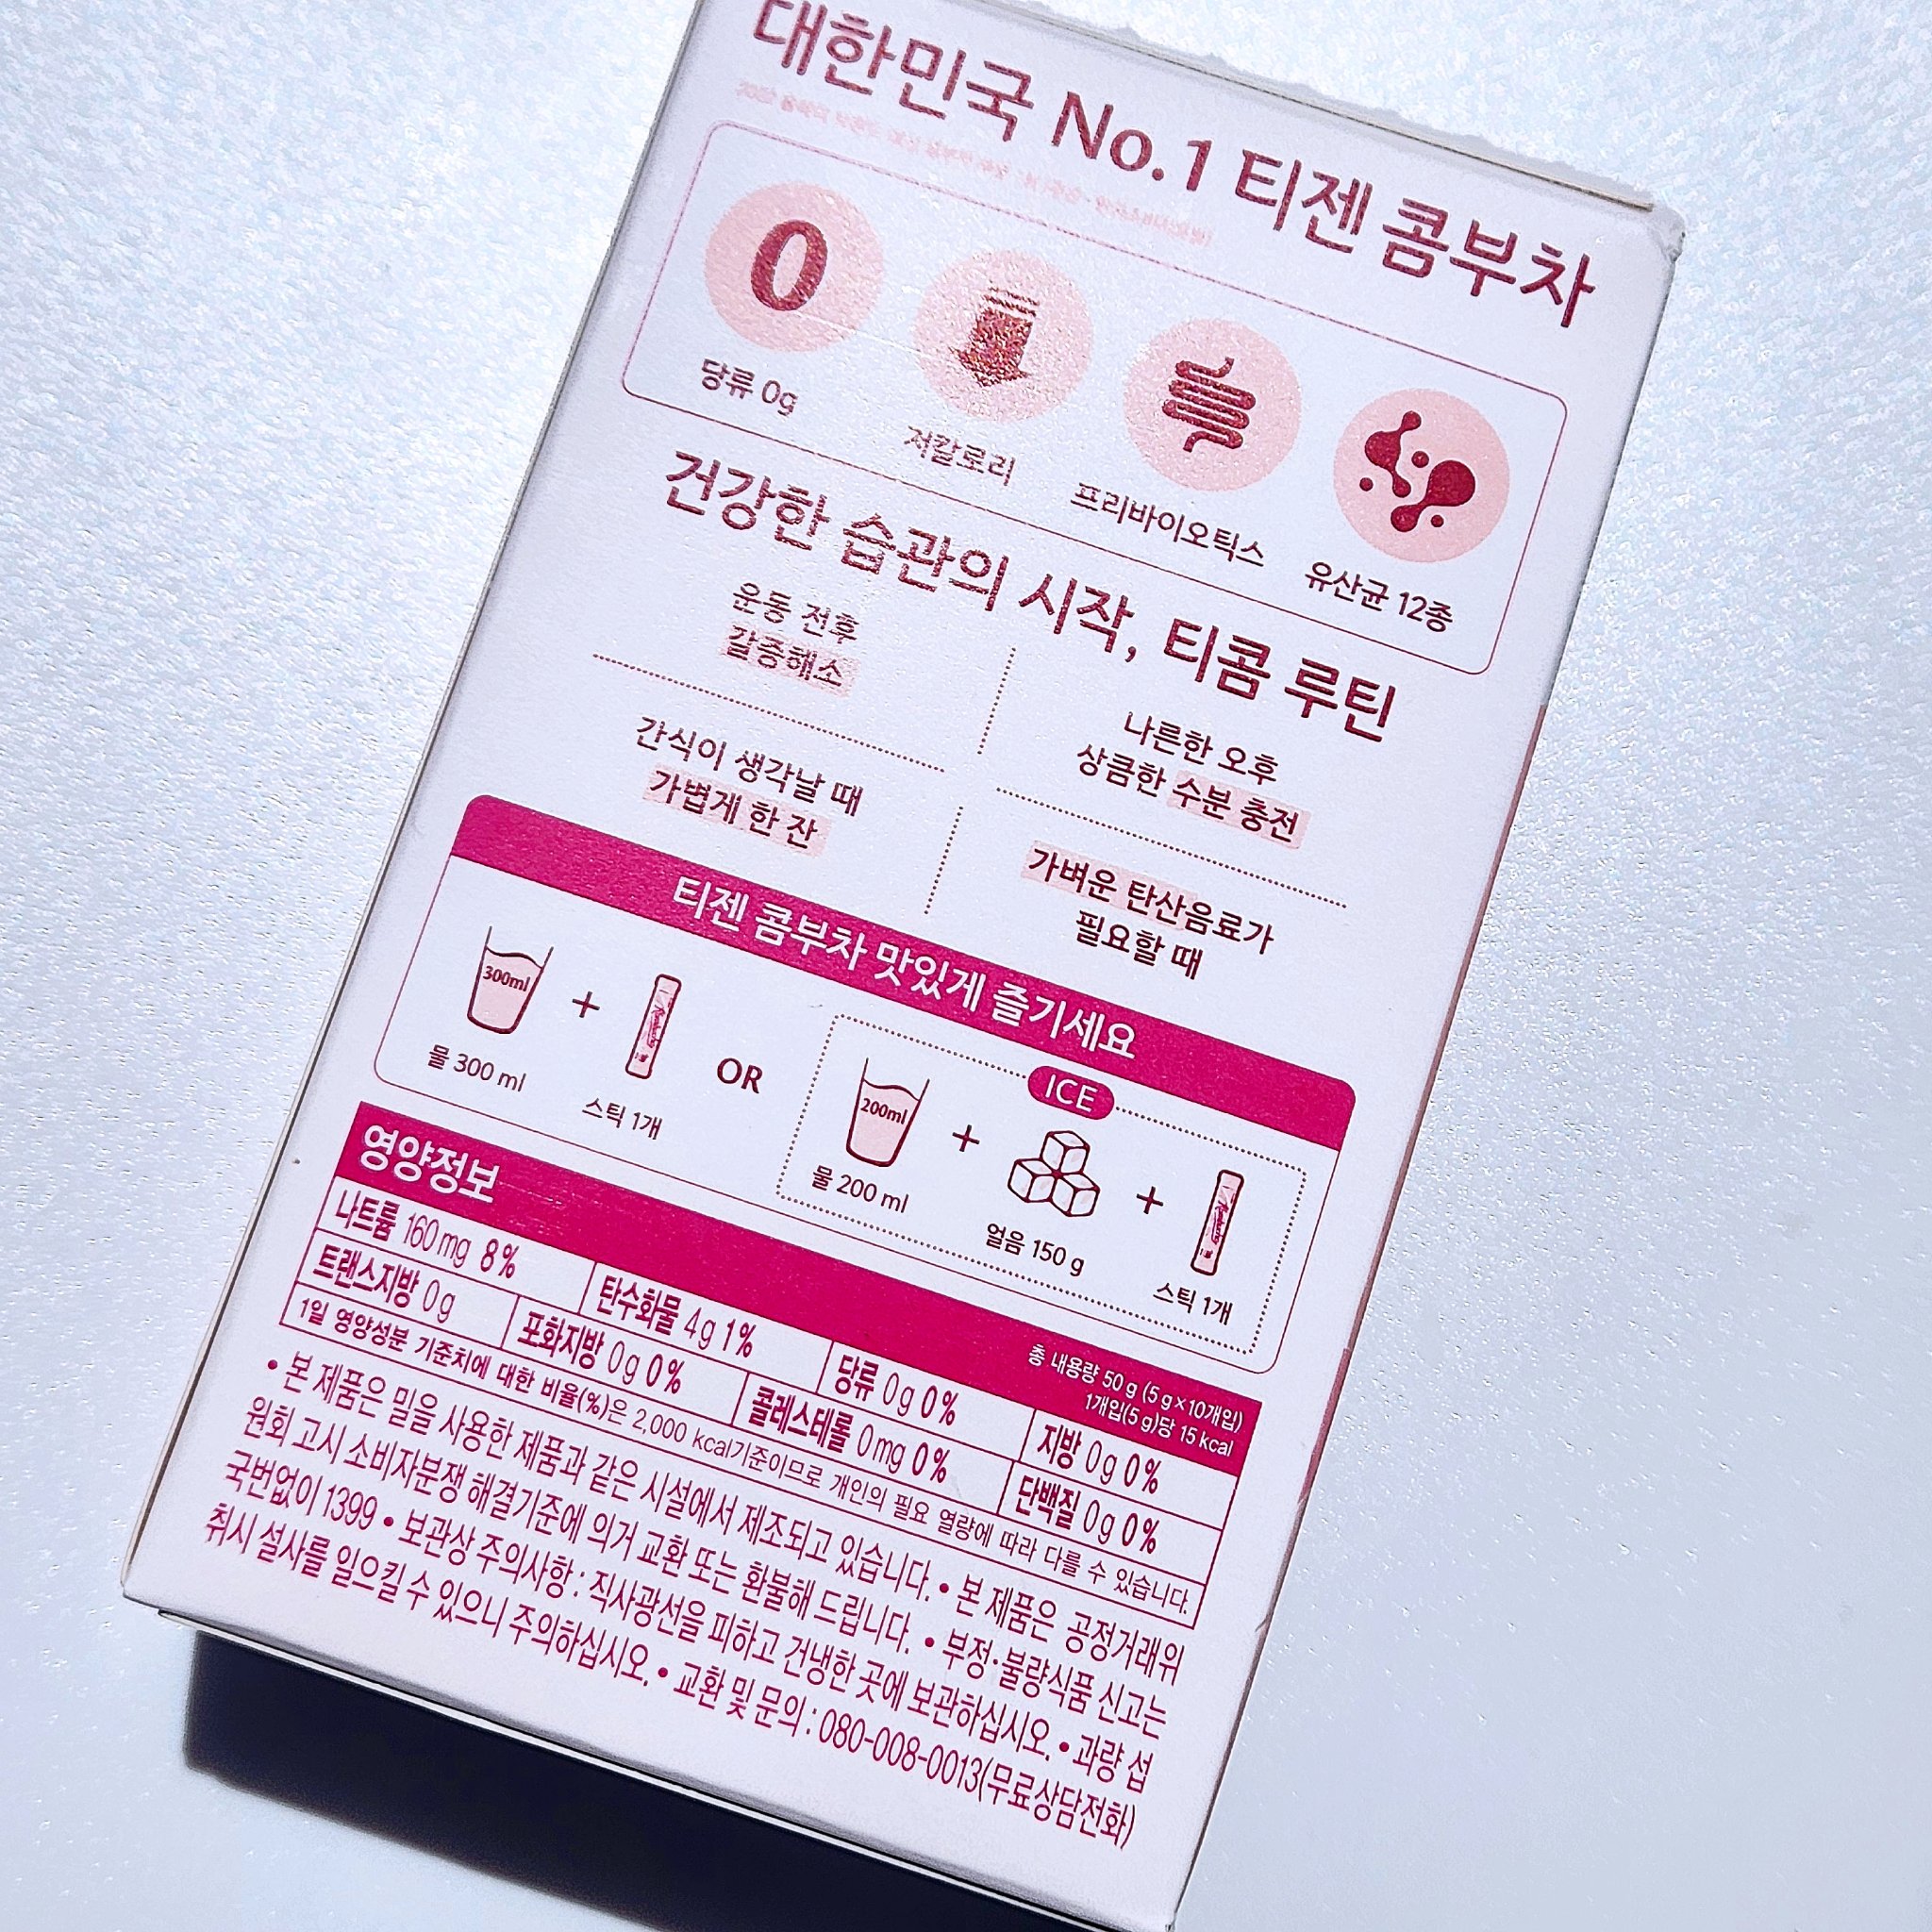 대한민국 No.1 티젠 콤부차
0
당류 0g
저칼로리
프리바이오틱스
유산균 12종
건강한 습관의 시작, 티콤 루틴
운동 전후
갈증해소
나른한 오후
상큼한 수분 충전
간식이 생각날 때
가볍게 한 잔
가벼운 탄산음료가
필요할 때
티젠 콤부차 맛있게 즐기세요
300ml
+
물 300 ml
스틱 1개
OR
ICE
200ml
+
+
물 200 ml
얼음 150 g
스틱 1개
영양정보
총 내용량 50 g (5 g×10개입)
1개입(5 g)당 15 kcal
나트륨 160 mg 8% 탄수화물 4 g 1% 당류 0 g 0% 지방 0 g 0%
트랜스지방 0 g 포화지방 0 g 0% 콜레스테롤 0 mg 0% 단백질 0 g 0%
1일 영양성분 기준치에 대한 비율(%)은 2,000 kcal기준이므로 개인의 필요 열량에 따라 다를 수 있습니다.
• 본 제품은 밀을 사용한 제품과 같은 시설에서 제조되고 있습니다. • 본 제품은 공정거래위
원회 고시 소비자분쟁 해결기준에 의거 교환 또는 환불해 드립니다. • 부정·불량식품 신고는
국번없이 1399 • 보관상 주의사항 : 직사광선을 피하고 건냉한 곳에 보관하십시오. • 과량 섭
취시 설사를 일으킬 수 있으니 주의하십시오. • 교환 및 문의 : 080-008-0013(무료상담전화)